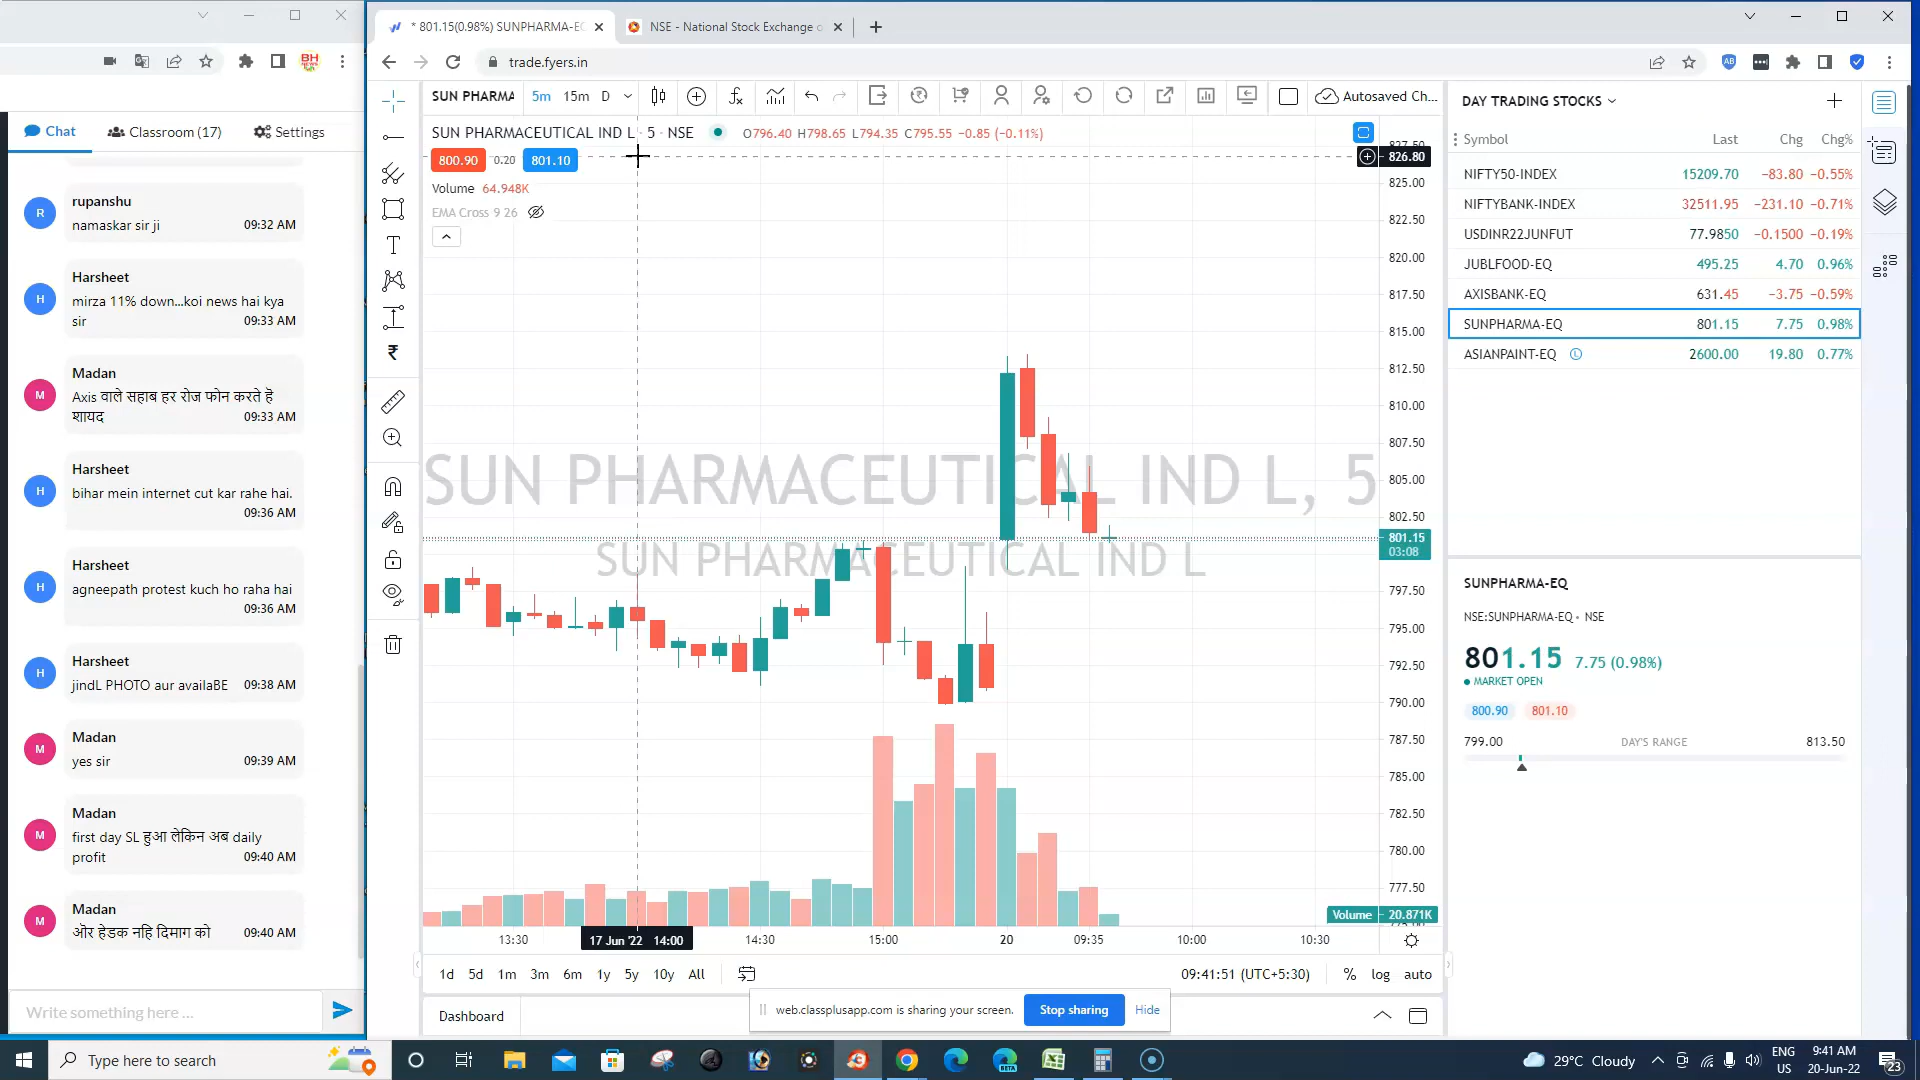 * 801.15(0.98%) SUNPHARMA-EC
NSE - National Stock Exchange o
trade.fyers.in
BH
Chat
Classroom (17)
Settings
R
rupanshu
namaskar sir ji
09:32 AM
H
Harsheet
mirza 11% down...koi news hai kya
sir
09:33 AM
M
Madan
Axis वाले सहाब हर रोज फोन करते हॆ
शायद
09:33 AM
H
Harsheet
bihar mein internet cut kar rahe hai.
09:36 AM
H
Harsheet
agneepath protest kuch ho raha hai
09:36 AM
H
Harsheet
jindL PHOTO aur availaBE
09:38 AM
M
Madan
yes sir
09:39 AM
M
Madan
first day SL हुआ लेकिन अब daily
profit
09:40 AM
M
Madan
ऒर हेडक नहि दिमाग को
09:40 AM
Write something here ...
SUN PHARMA
5m
15m
D
Autosaved Ch...
SUN PHARMACEUTICAL IND L · 5 · NSE
O796.40 H798.65 L794.35 C795.55 −0.85 (−0.11%)
800.90
0.20
801.10
Volume 64.948K
EMA Cross 9 26
SUN PHARMACEUTICAL IND L, 5
SUN PHARMACEUTICAL IND L
827.50
826.80
825.00
822.50
820.00
817.50
815.00
812.50
810.00
807.50
805.00
802.50
801.15
03:08
797.50
795.00
792.50
790.00
787.50
785.00
782.50
780.00
777.50
Volume 20.871K
13:30
17 Jun '22 14:00
14:30
15:00
20
09:35
10:00
10:30
1d 5d 1m 3m 6m 1y 5y 10y All
09:41:51 (UTC+5:30)
% log auto
Dashboard
web.classplusapp.com is sharing your screen.
Stop sharing
Hide
DAY TRADING STOCKS
Symbol Last Chg Chg%
NIFTY50-INDEX 15209.70 −83.80 −0.55%
NIFTYBANK-INDEX 32511.95 −231.10 −0.71%
USDINR22JUNFUT 77.9850 −0.1500 −0.19%
JUBLFOOD-EQ 495.25 4.70 0.96%
AXISBANK-EQ 631.45 −3.75 −0.59%
SUNPHARMA-EQ 801.15 7.75 0.98%
ASIANPAINT-EQ 2600.00 19.80 0.77%
SUNPHARMA-EQ
NSE:SUNPHARMA-EQ • NSE
801.15 7.75 (0.98%)
MARKET OPEN
800.90
801.10
799.00
DAY'S RANGE
813.50
Type here to search
29°C Cloudy
ENG
US
9:41 AM
20-Jun-22
23